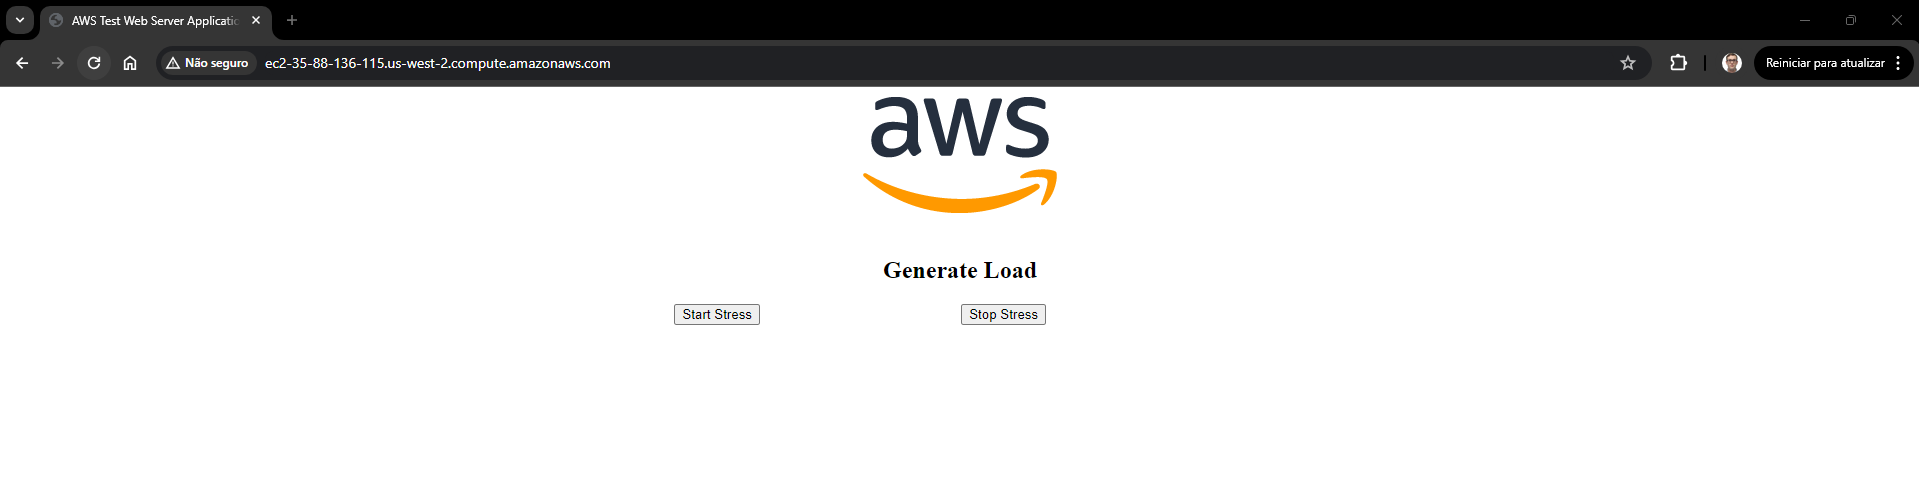 AWS Test Web Server Applicatio
Não seguro
ec2-35-88-136-115.us-west-2.compute.amazonaws.com
Reiniciar para atualizar
aws
Generate Load
Start Stress
Stop Stress